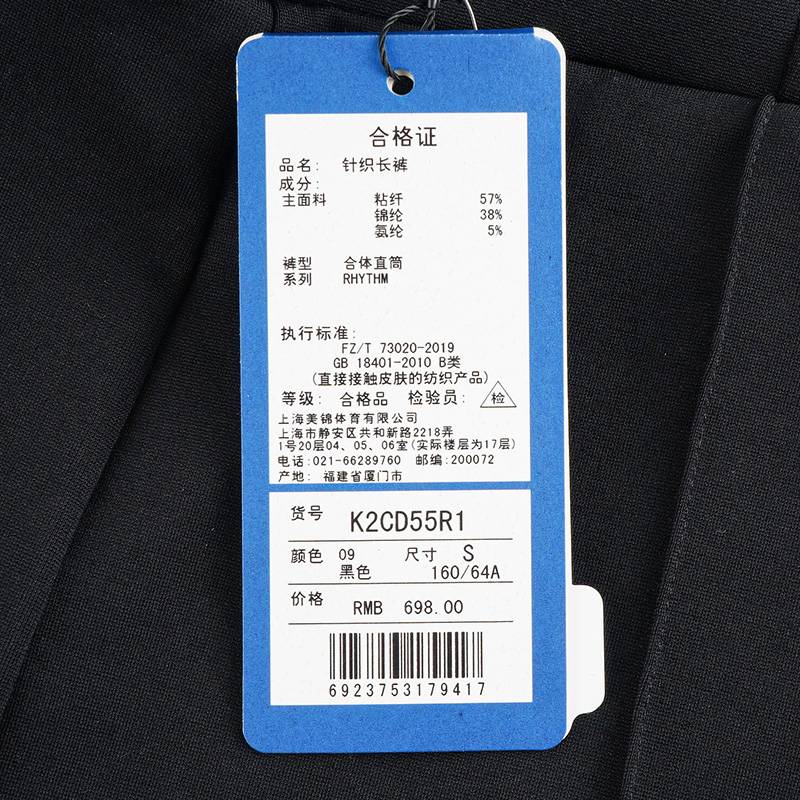 合格证
品名: 针织长裤
成分:
主面料 粘纤 57%
锦纶 38%
氨纶 5%
裤型 合体直筒
系列 RHYTHM
执行标准:
FZ/T 73020-2019
GB 18401-2010 B类
(直接接触皮肤的纺织产品)
等级: 合格品 检验员: 检
上海美锦体育有限公司
上海市静安区共和新路2218弄
1号20层04、05、06室(实际楼层为17层)
电话:021-66289760 邮编:200072
产地: 福建省厦门市
货号 K2CD55R1
颜色 09 尺寸 S
黑色 160/64A
价格 RMB 698.00
6923753179417